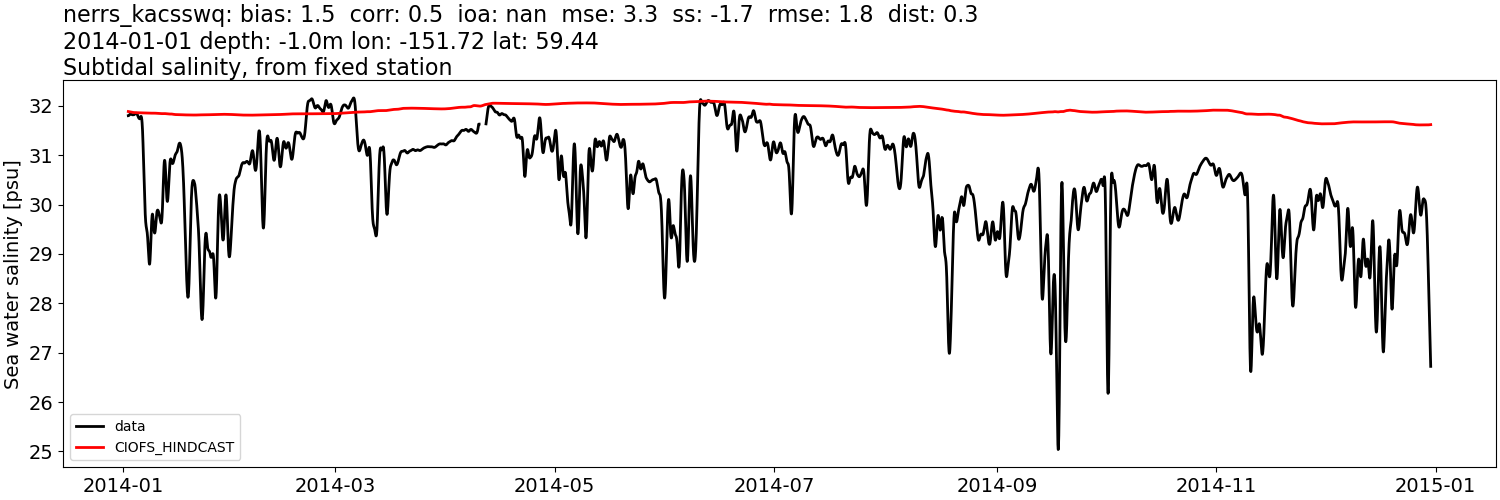 nerrs_kacsswq: bias: 1.5  corr: 0.5  ioa: nan  mse: 3.3  ss: -1.7  rmse: 1.8  dist: 0.3
2014-01-01 depth: -1.0m lon: -151.72 lat: 59.44
Subtidal salinity, from fixed station
Sea water salinity [psu]
32
31
30
29
28
27
26
25
data
CIOFS_HINDCAST
2014-01
2014-03
2014-05
2014-07
2014-09
2014-11
2015-01